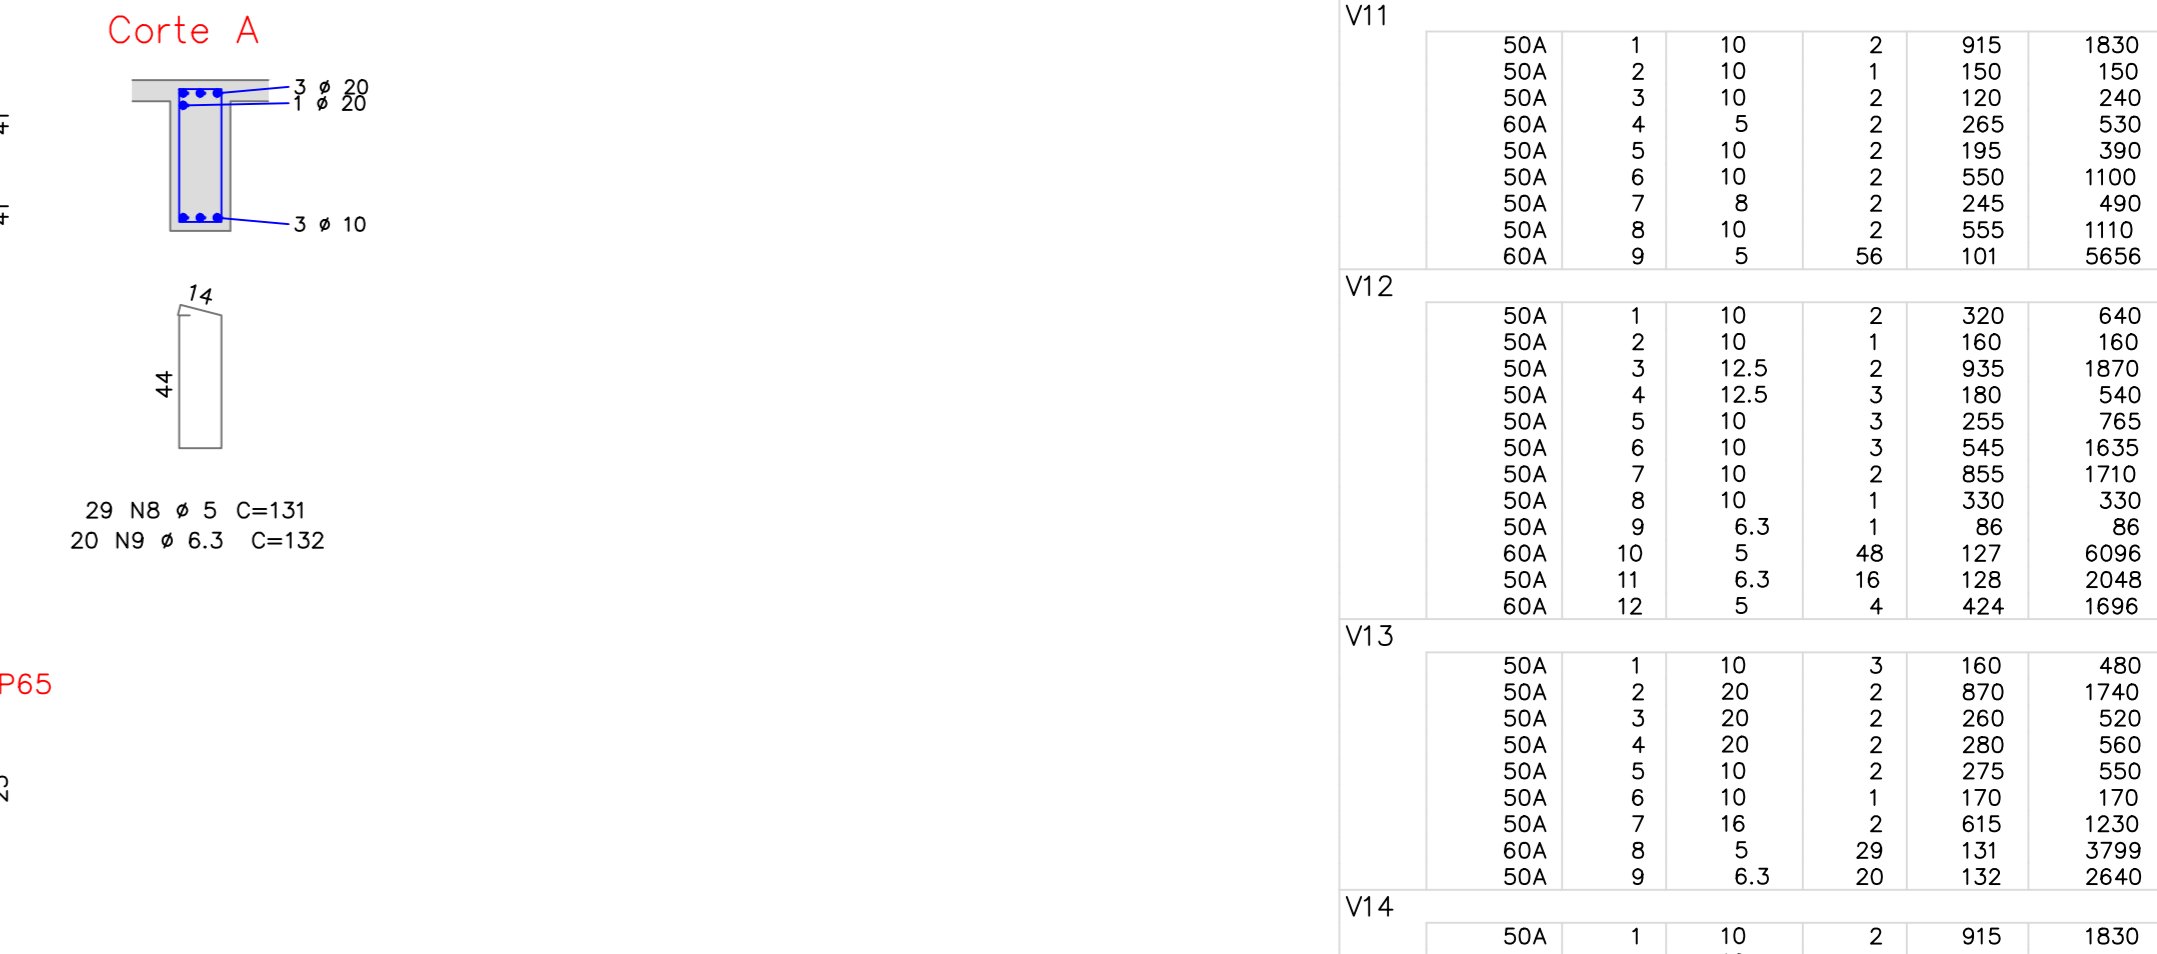 Corte A
3 ø 20
1 ø 20
3 ø 10
14
44
29 N8 ø 5 C=131
20 N9 ø 6.3 C=132
P65
V11
50A 1 10 2 915 1830
50A 2 10 1 150 150
50A 3 10 2 120 240
60A 4 5 2 265 530
50A 5 10 2 195 390
50A 6 10 2 550 1100
50A 7 8 2 245 490
50A 8 10 2 555 1110
60A 9 5 56 101 5656
V12
50A 1 10 2 320 640
50A 2 10 1 160 160
50A 3 12.5 2 935 1870
50A 4 12.5 3 180 540
50A 5 10 3 255 765
50A 6 10 3 545 1635
50A 7 10 2 855 1710
50A 8 10 1 330 330
50A 9 6.3 1 86 86
60A 10 5 48 127 6096
50A 11 6.3 16 128 2048
60A 12 5 4 424 1696
V13
50A 1 10 3 160 480
50A 2 20 2 870 1740
50A 3 20 2 260 520
50A 4 20 2 280 560
50A 5 10 2 275 550
50A 6 10 1 170 170
50A 7 16 2 615 1230
60A 8 5 29 131 3799
50A 9 6.3 20 132 2640
V14
50A 1 10 2 915 1830